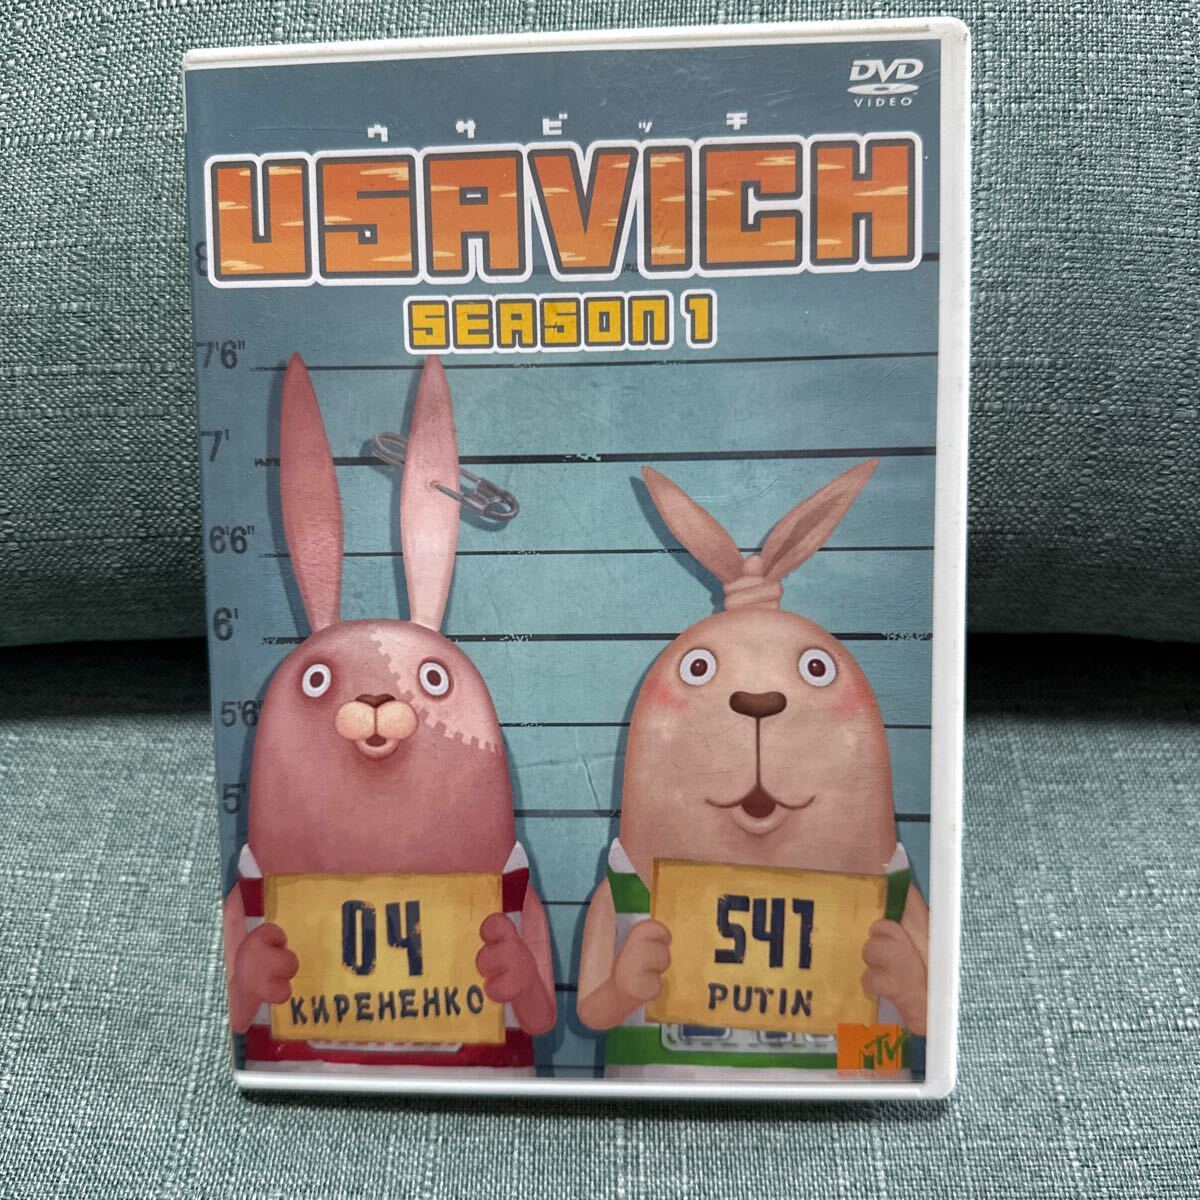 DVD
VIDEO
ウサビッチ
USAVICH
SEASON 1
8
7'6"
7'
6'6"
6'
5'6"
5'
04
КИРЕНЕНКО
541
PUTIN
MTV